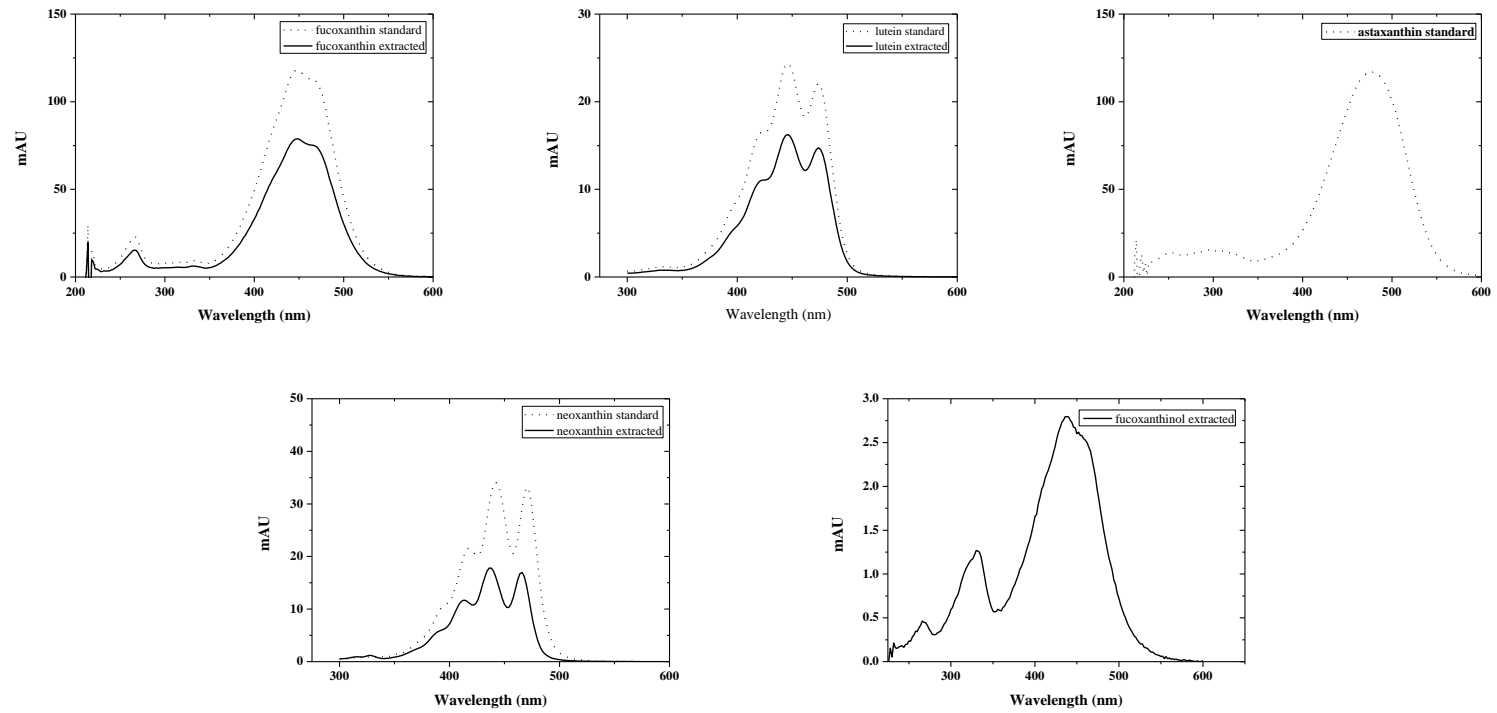 150
100
50
0
mAU
fucoxanthin standard
fucoxanthin extracted
200 300 400 500 600
Wavelength (nm)
30
20
10
0
mAU
lutein standard
lutein extracted
300 400 500 600
Wavelength (nm)
150
100
50
0
mAU
astaxanthin standard
200 300 400 500 600
Wavelength (nm)
50
40
30
20
10
0
mAU
neoxanthin standard
neoxanthin extracted
300 400 500 600
Wavelength (nm)
3.0
2.5
2.0
1.5
1.0
0.5
0.0
mAU
fucoxanthinol extracted
300 400 500 600
Wavelength (nm)